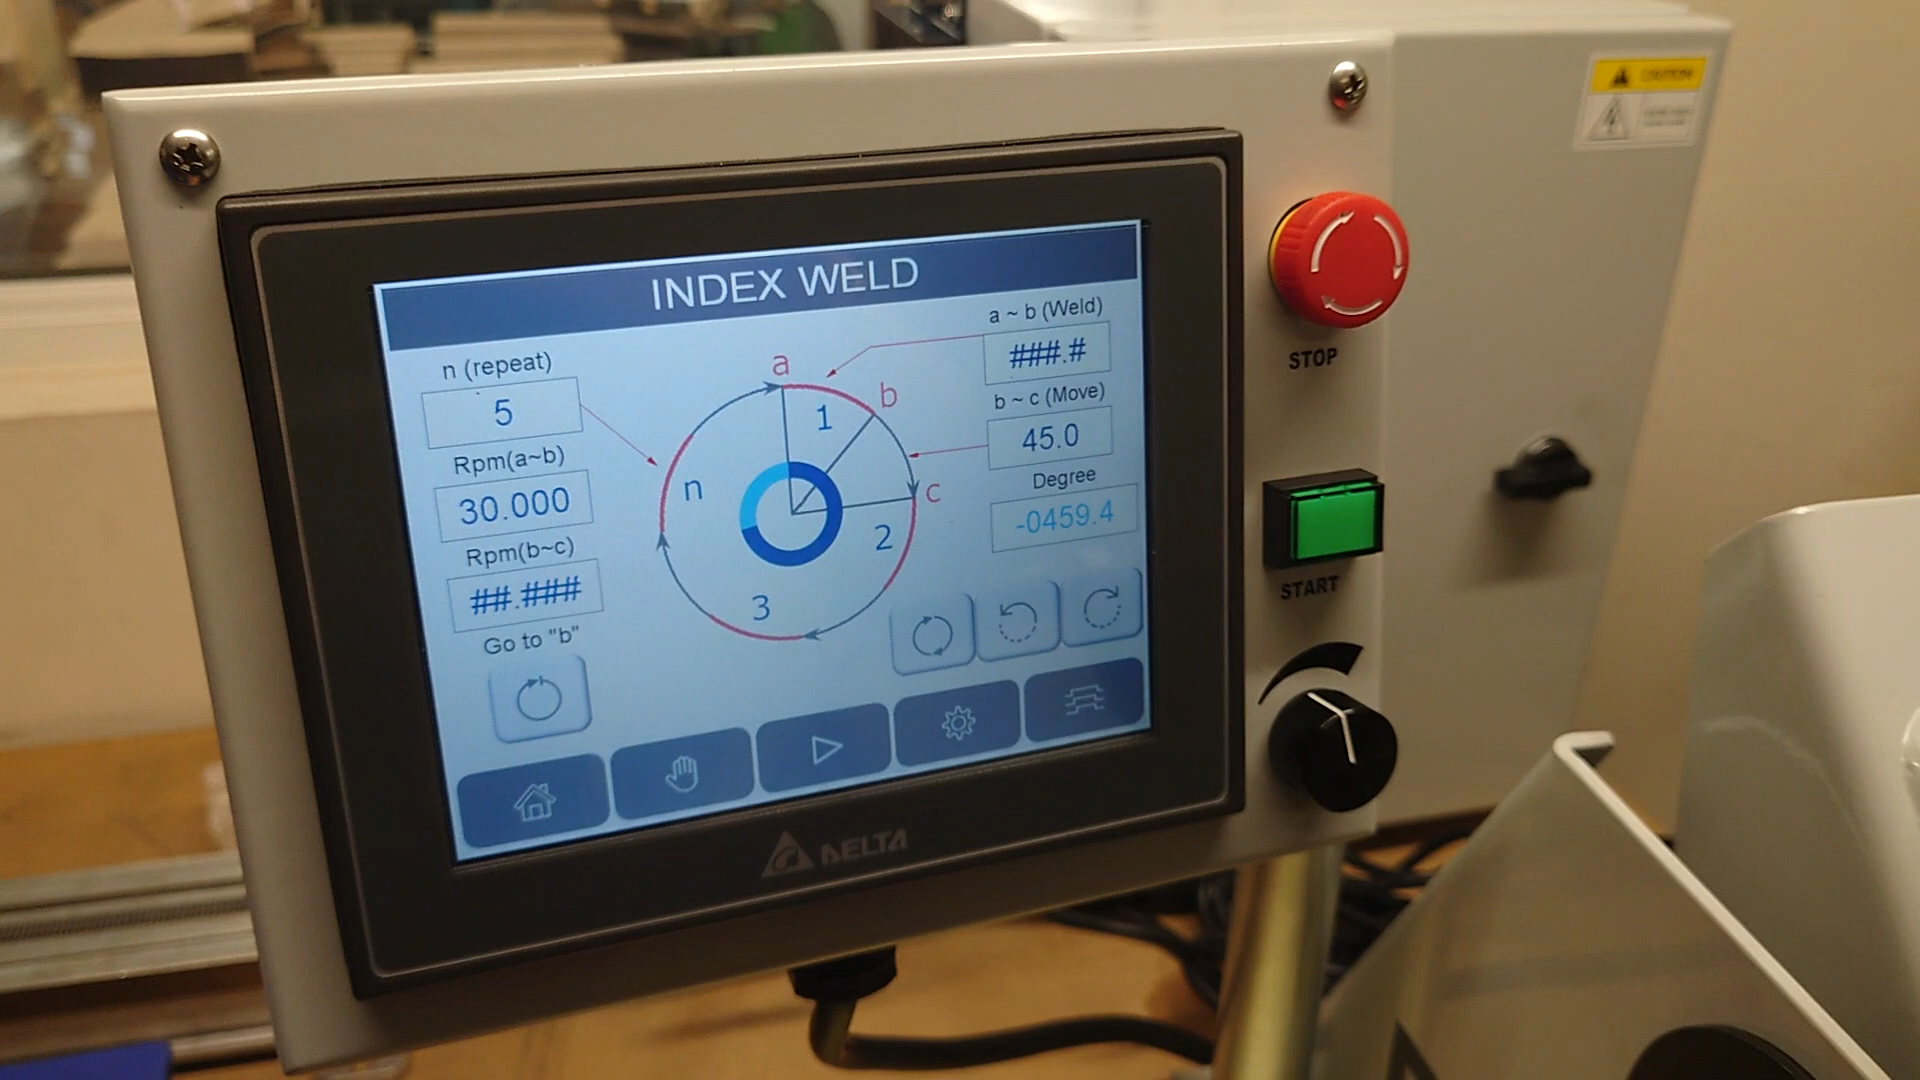 CAUTION
INDEX WELD
n (repeat)
5
Rpm(a~b)
30.000
Rpm(b~c)
##.###
Go to "b"
a
b
c
1
2
3
n
a ~ b (Weld)
###.#
b ~ c (Move)
45.0
Degree
-0459.4
DELTA
STOP
START